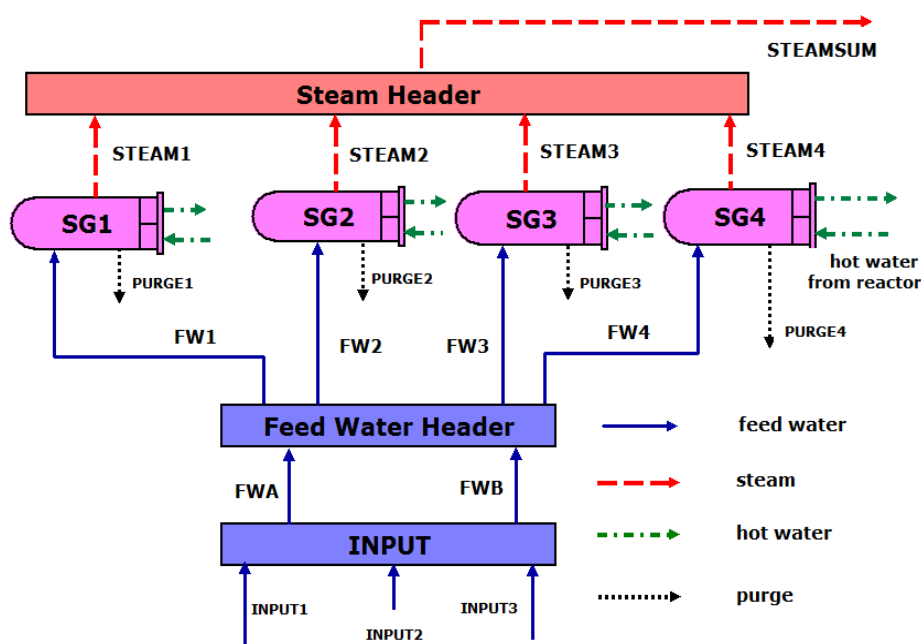 STEAMSUM
Steam Header
STEAM1
STEAM2
STEAM3
STEAM4
SG1
SG2
SG3
SG4
PURGE1
PURGE2
PURGE3
hot water
from reactor
PURGE4
FW1
FW2
FW3
FW4
Feed Water Header
feed water
FWA
FWB
steam
INPUT
hot water
INPUT1
INPUT2
INPUT3
purge